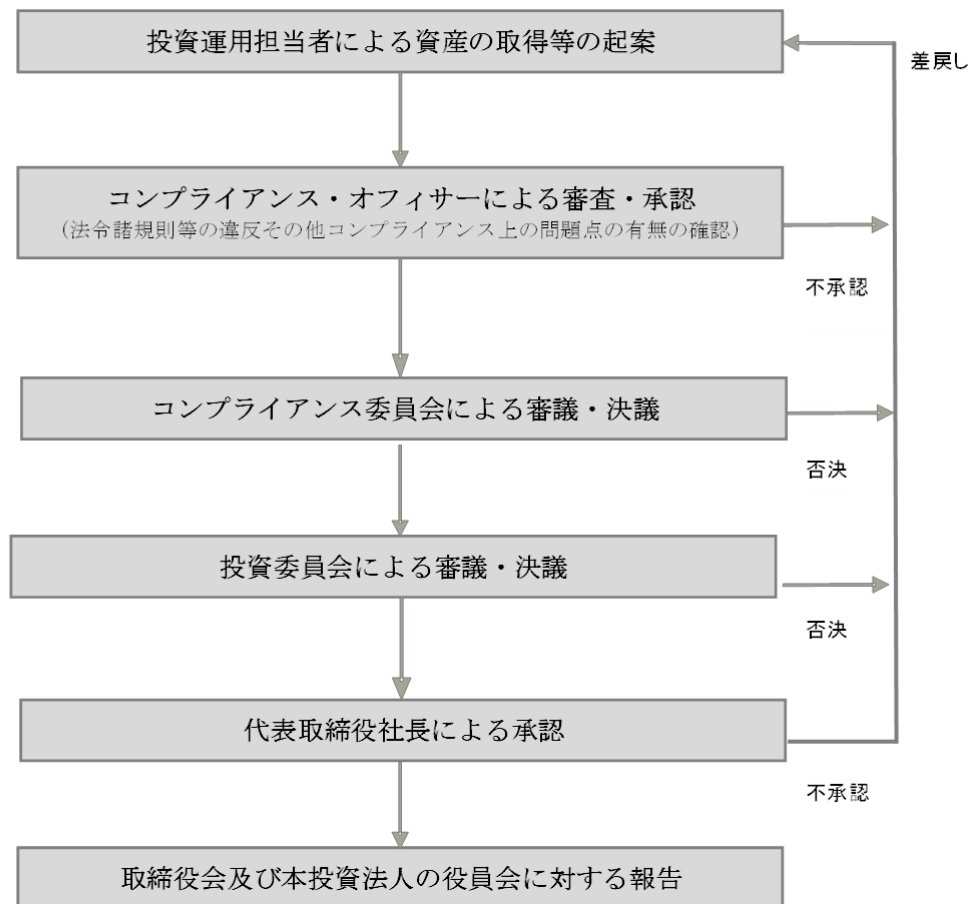 投資運用担当者による資産の取得等の起案
差戻し
コンプライアンス・オフィサーによる審査・承認
(法令諸規則等の違反その他コンプライアンス上の問題点の有無の確認)
不承認
コンプライアンス委員会による審議・決議
否決
投資委員会による審議・決議
否決
代表取締役社長による承認
不承認
取締役会及び本投資法人の役員会に対する報告